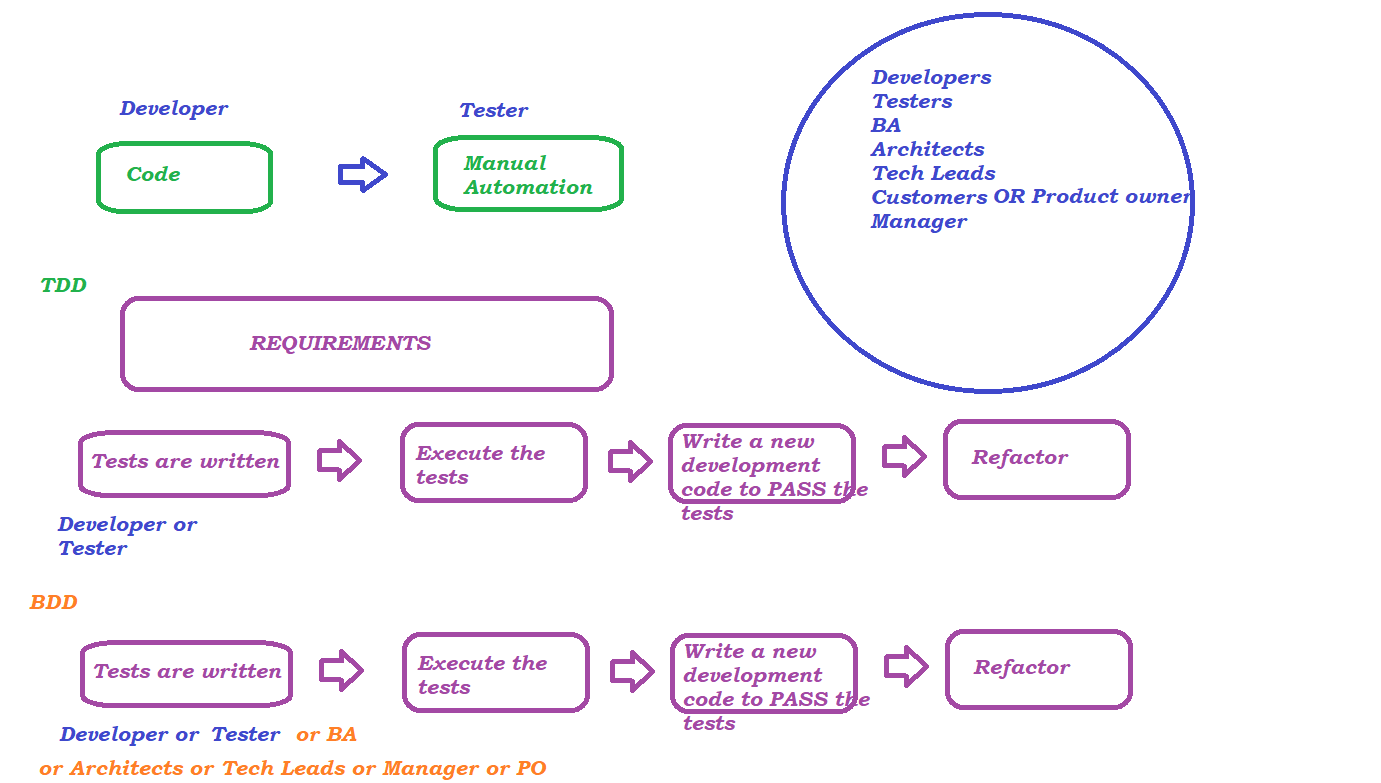 Developer
Tester
Code
Manual
Automation
Developers
Testers
BA
Architects
Tech Leads
Customers OR Product owner
Manager
TDD
REQUIREMENTS
Tests are written
Execute the
tests
Write a new
development
code to PASS the
tests
Refactor
Developer or
Tester
BDD
Tests are written
Execute the
tests
Write a new
development
code to PASS the
tests
Refactor
Developer or Tester or BA
or Architects or Tech Leads or Manager or PO